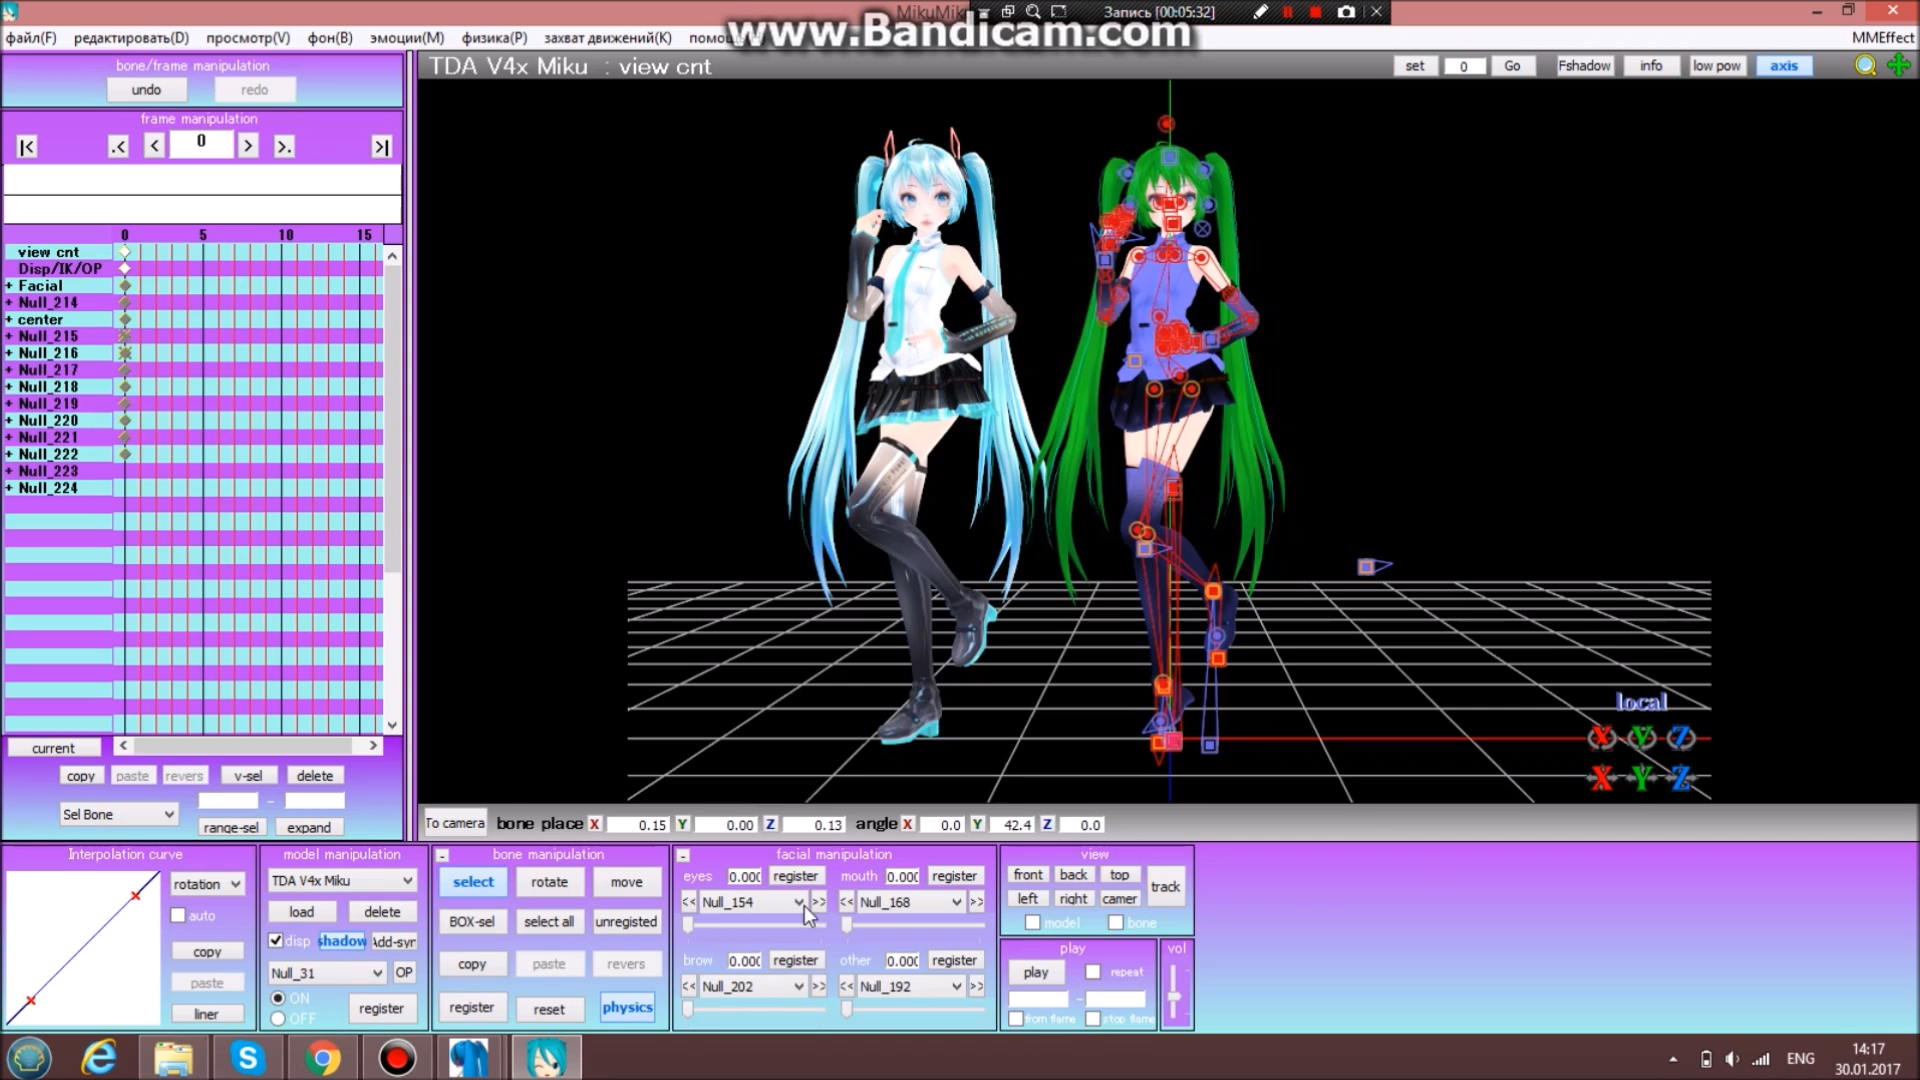 MikuMik
Запись [00:05:32]
www.Bandicam.com
файл(F) редактировать(D) просмотр(V) фон(B) эмоции(M) физика(P) захват движений(K)
MMEffect
bone/frame manipulation
undo redo
TDA V4x Miku : view cnt
set 0 Go Fshadow info low pow axis
frame manipulation
|< .< < 0 > >. >|
0 5 10 15
view cnt
Disp/IK/OP
+ Facial
+ Null_214
+ center
+ Null_215
+ Null_216
+ Null_217
+ Null_218
+ Null_219
+ Null_220
+ Null_221
+ Null_222
+ Null_223
+ Null_224
local
X Y Z
X Y Z
current
copy paste revers v-sel delete
Sel Bone -
range-sel expand
To camera bone place X 0.15 Y 0.00 Z 0.13 angle X 0.0 Y 42.4 Z 0.0
Interpolation curve
rotation
auto
copy
paste
liner
model manipulation
TDA V4x Miku
load delete
disp shadow Add-syn
Null_31 OP
ON
OFF
register
- bone manipulation
select rotate move
BOX-sel select all unregisted
copy paste revers
register reset physics
- facial manipulation
eyes 0.000 register mouth 0.000 register
<< Null_154 >> << Null_168 >>
brow 0.000 register other 0.000 register
<< Null_202 >> << Null_192 >>
view
front back top
left right camer
track
model bone
play
play repeat
-
from flame stop flame
vol
ENG
14:17
30.01.2017